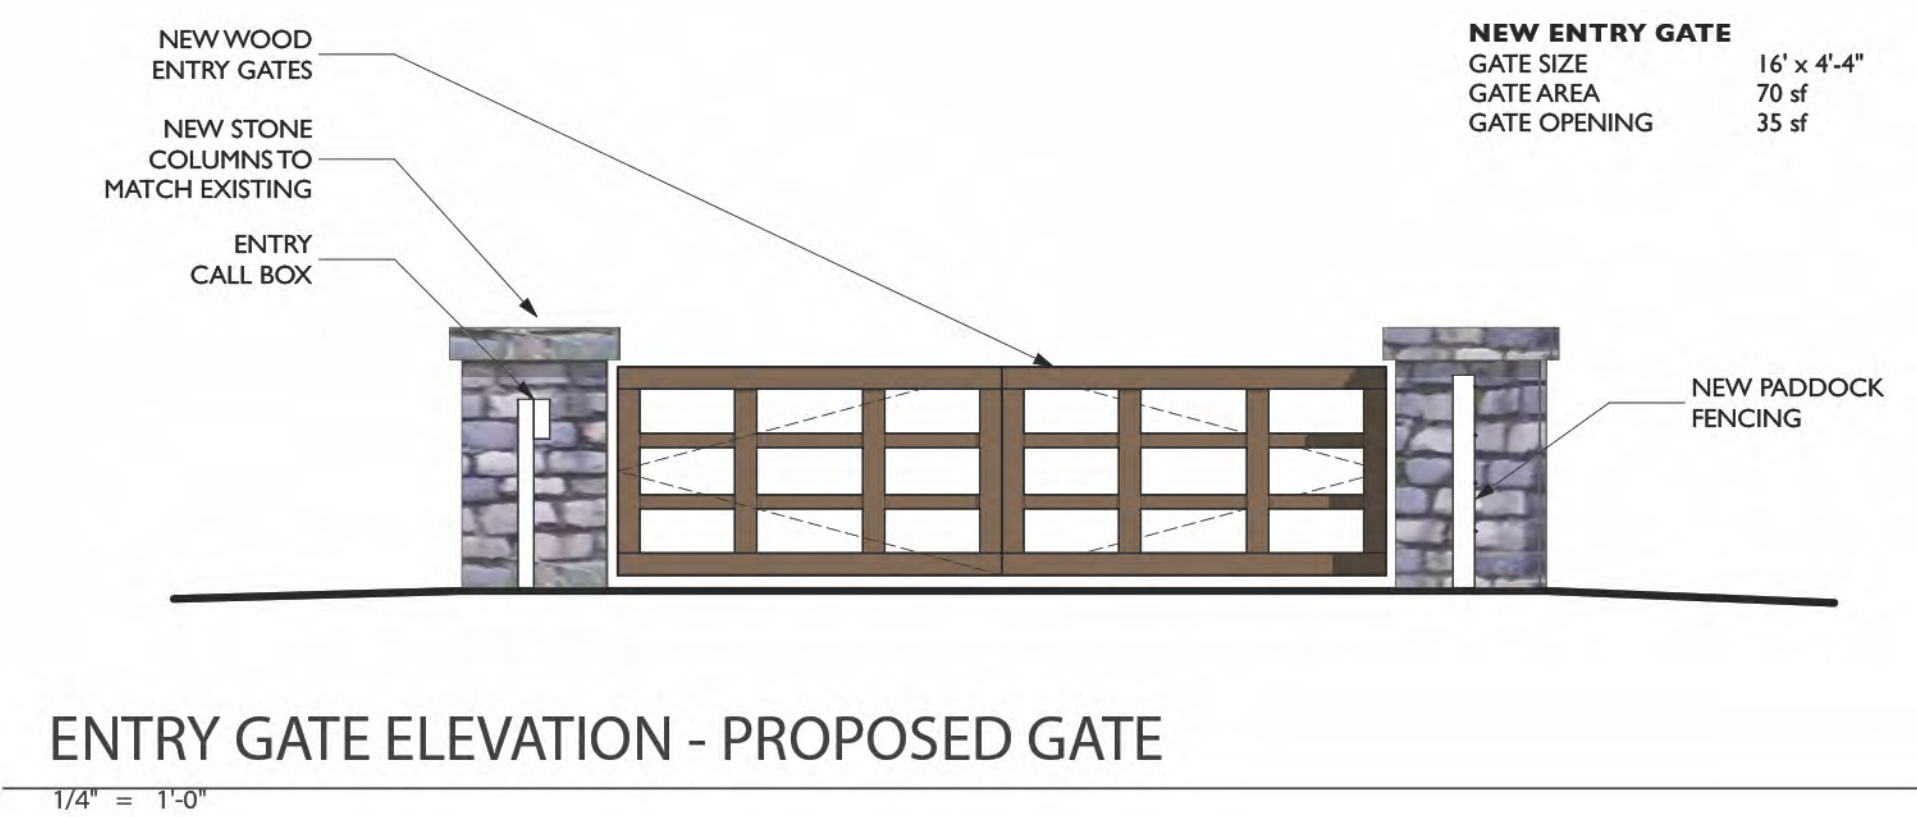 NEW WOOD
ENTRY GATES
NEW STONE
COLUMNS TO
MATCH EXISTING
ENTRY
CALL BOX
NEW ENTRY GATE
GATE SIZE 16' x 4'-4"
GATE AREA 70 sf
GATE OPENING 35 sf
NEW PADDOCK
FENCING
ENTRY GATE ELEVATION - PROPOSED GATE
1/4" = 1'-0"